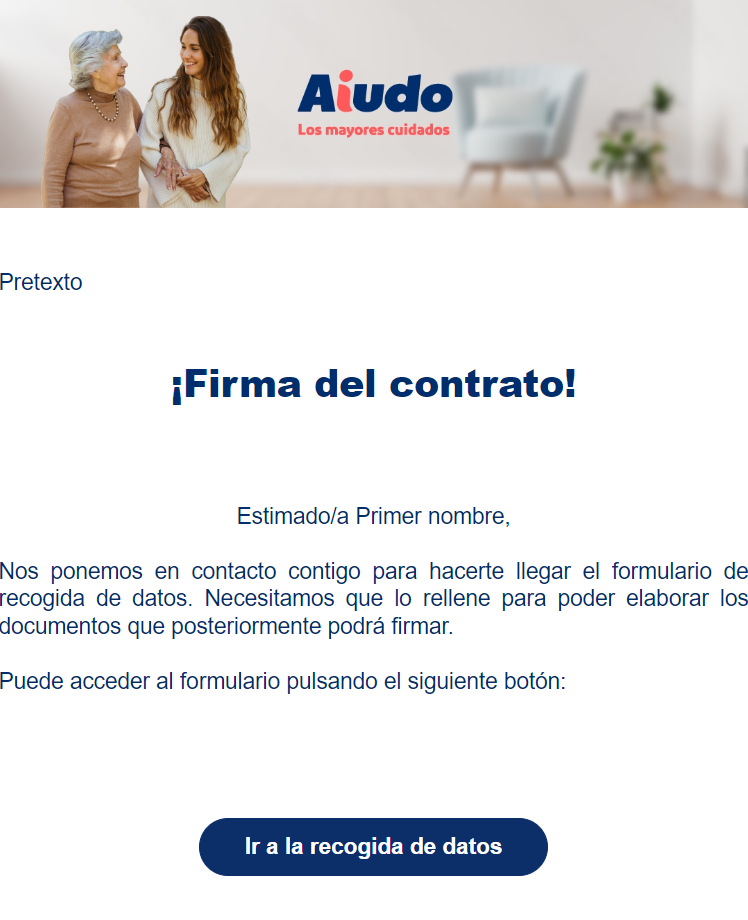 Aiudo
Los mayores cuidados
Pretexto
¡Firma del contrato!
Estimado/a Primer nombre,
Nos ponemos en contacto contigo para hacerte llegar el formulario de
recogida de datos. Necesitamos que lo rellene para poder elaborar los
documentos que posteriormente podrá firmar.
Puede acceder al formulario pulsando el siguiente botón:
Ir a la recogida de datos